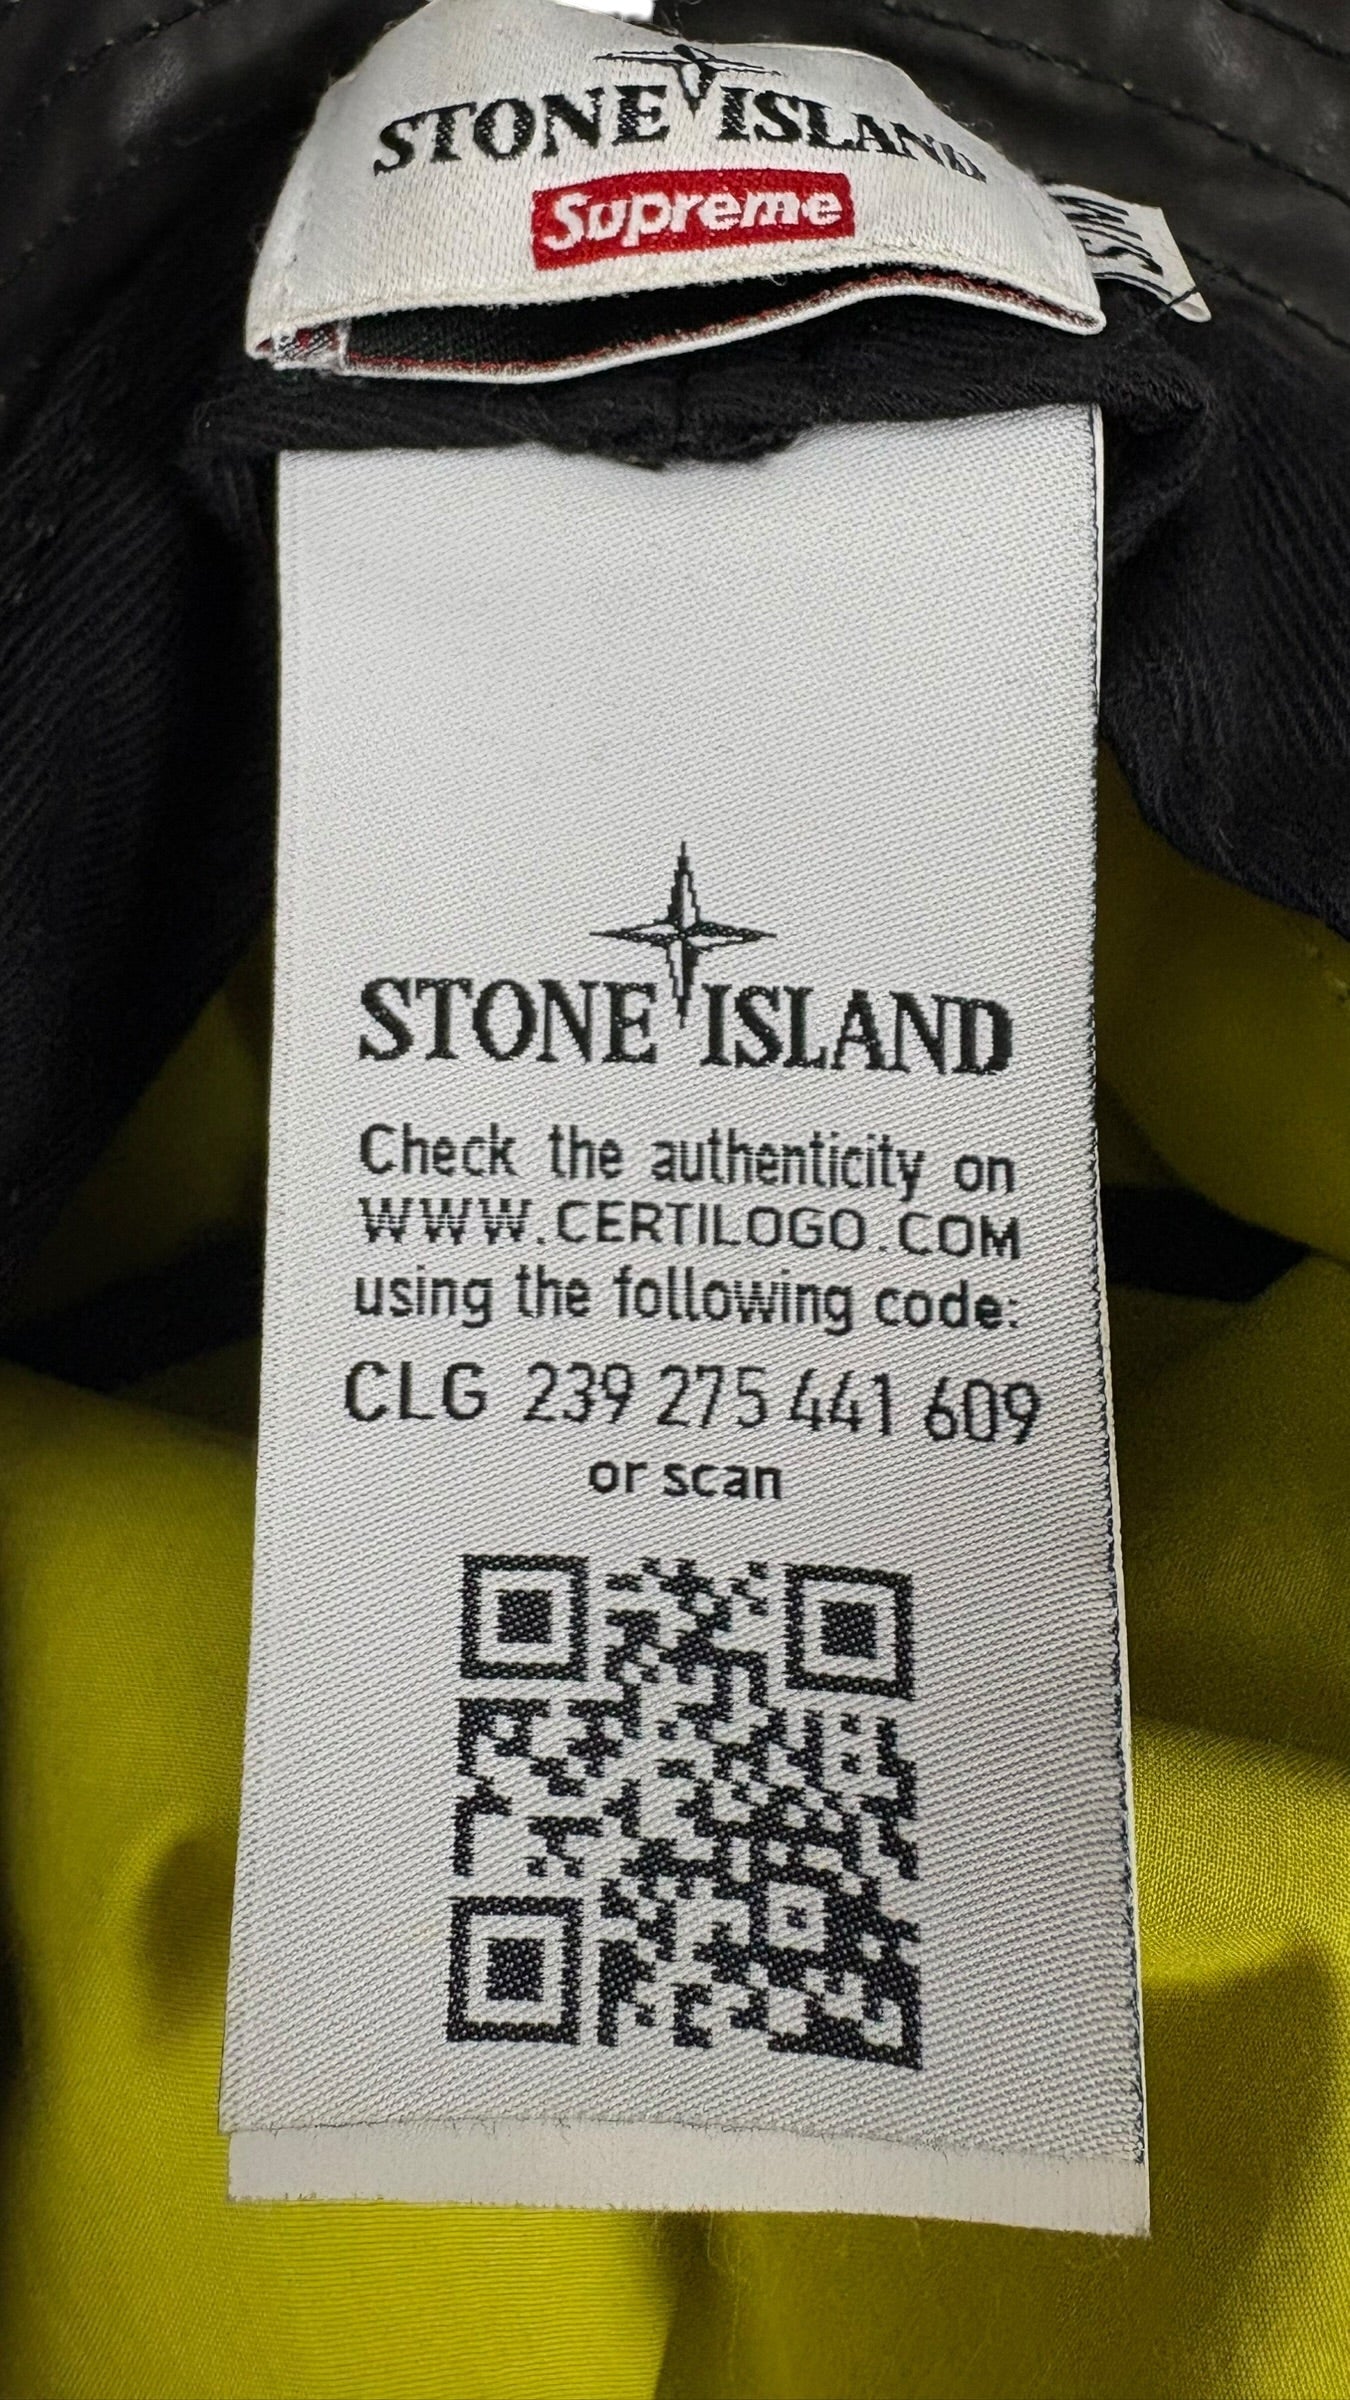 STONE ISLAND
Supreme
S/M
STONE ISLAND
Check the authenticity on
WWW.CERTILOGO.COM
using the following code:
CLG 239 275 441 609
or scan